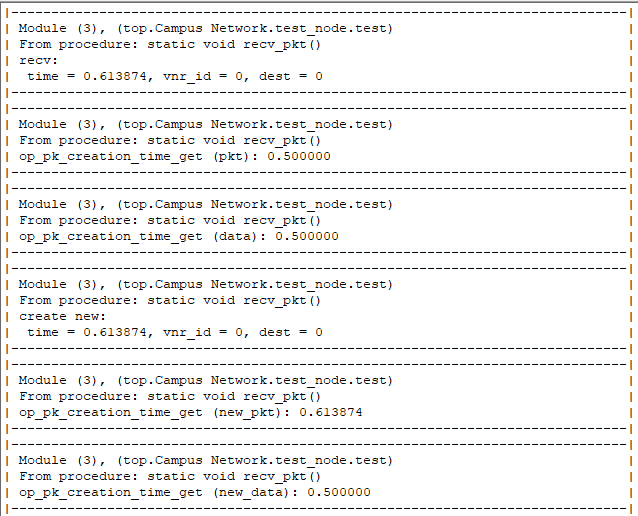 Module (3), (top.Campus Network.test_node.test)
From procedure: static void recv_pkt()
recv:
time = 0.613874, vnr_id = 0, dest = 0
Module (3), (top.Campus Network.test_node.test)
From procedure: static void recv_pkt()
op_pk_creation_time_get (pkt): 0.500000
Module (3), (top.Campus Network.test_node.test)
From procedure: static void recv_pkt()
op_pk_creation_time_get (data): 0.500000
Module (3), (top.Campus Network.test_node.test)
From procedure: static void recv_pkt()
create new:
time = 0.613874, vnr_id = 0, dest = 0
Module (3), (top.Campus Network.test_node.test)
From procedure: static void recv_pkt()
op_pk_creation_time_get (new_pkt): 0.613874
Module (3), (top.Campus Network.test_node.test)
From procedure: static void recv_pkt()
op_pk_creation_time_get (new_data): 0.500000